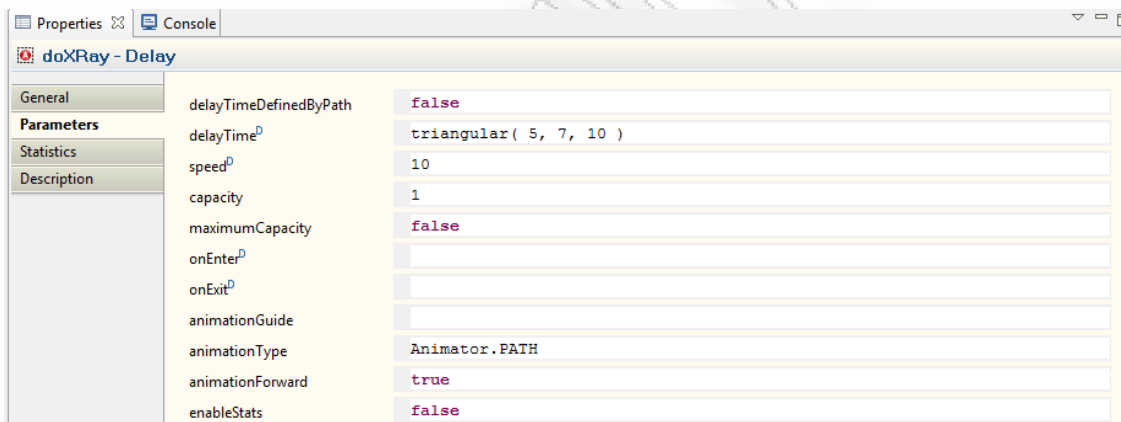 Properties Console
doXRay - Delay
General
Parameters
Statistics
Description
delayTimeDefinedByPath false
delayTimeD triangular( 5, 7, 10 )
speedD 10
capacity 1
maximumCapacity false
onEnterD
onExitD
animationGuide
animationType Animator.PATH
animationForward true
enableStats false